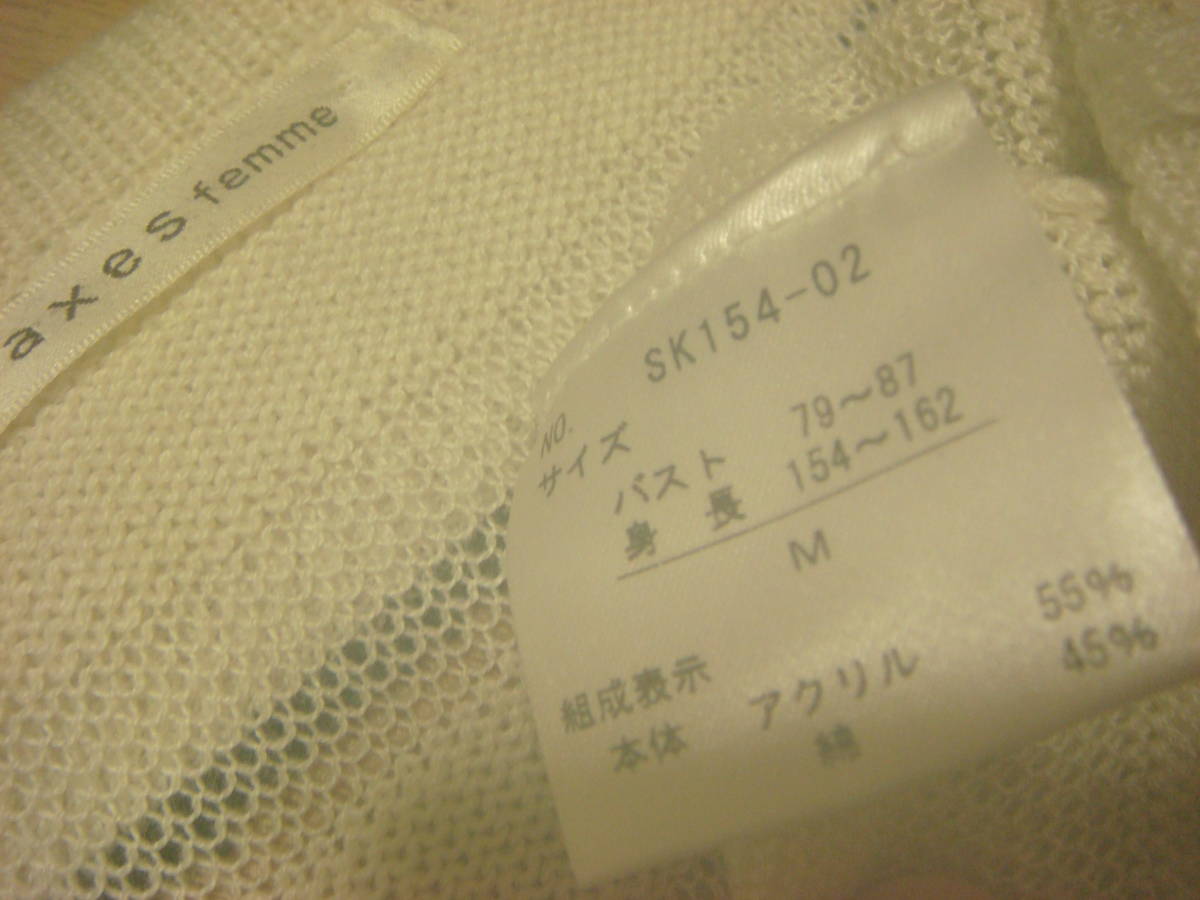 axes femme
NO. SK154-02
サイズ
バスト 79～87
身 長 154～162
M
組成表示
本体 アクリル 55%
綿 45%